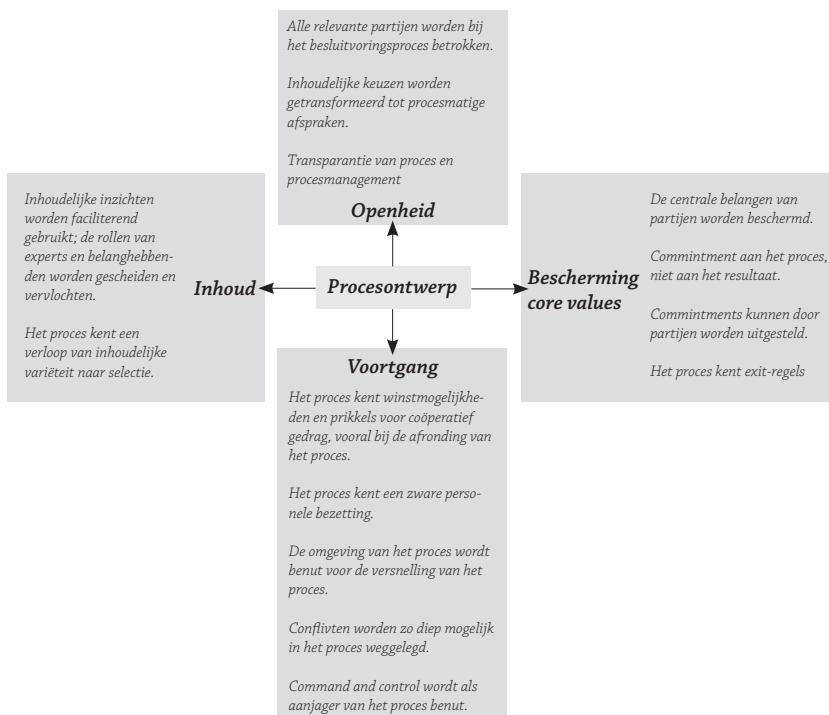 Alle relevante partijen worden bij
het besluitvoringsproces betrokken.
Inhoudelijke keuzen worden
getransformeerd tot procesmatige
afspraken.
Transparantie van proces en
procesmanagement
Openheid
Inhoudelijke inzichten
worden faciliterend
gebruikt; de rollen van
experts en belanghebben-
den worden gescheiden en
vervlochten.
Het proces kent een
verloop van inhoudelijke
variëteit naar selectie.
Inhoud
Procesontwerp
Bescherming
core values
De centrale belangen van
partijen worden beschermd.
Commintment aan het proces,
niet aan het resultaat.
Commintments kunnen door
partijen worden uitgesteld.
Het proces kent exit-regels
Voortgang
Het proces kent winstmogelijkhe-
den en prikkels voor coöperatief
gedrag, vooral bij de afronding van
het proces.
Het proces kent een zware perso-
nele bezetting.
De omgeving van het proces wordt
benut voor de versnelling van het
proces.
Conflivten worden zo diep mogelijk
in het proces weggelegd.
Command and control wordt als
aanjager van het proces benut.